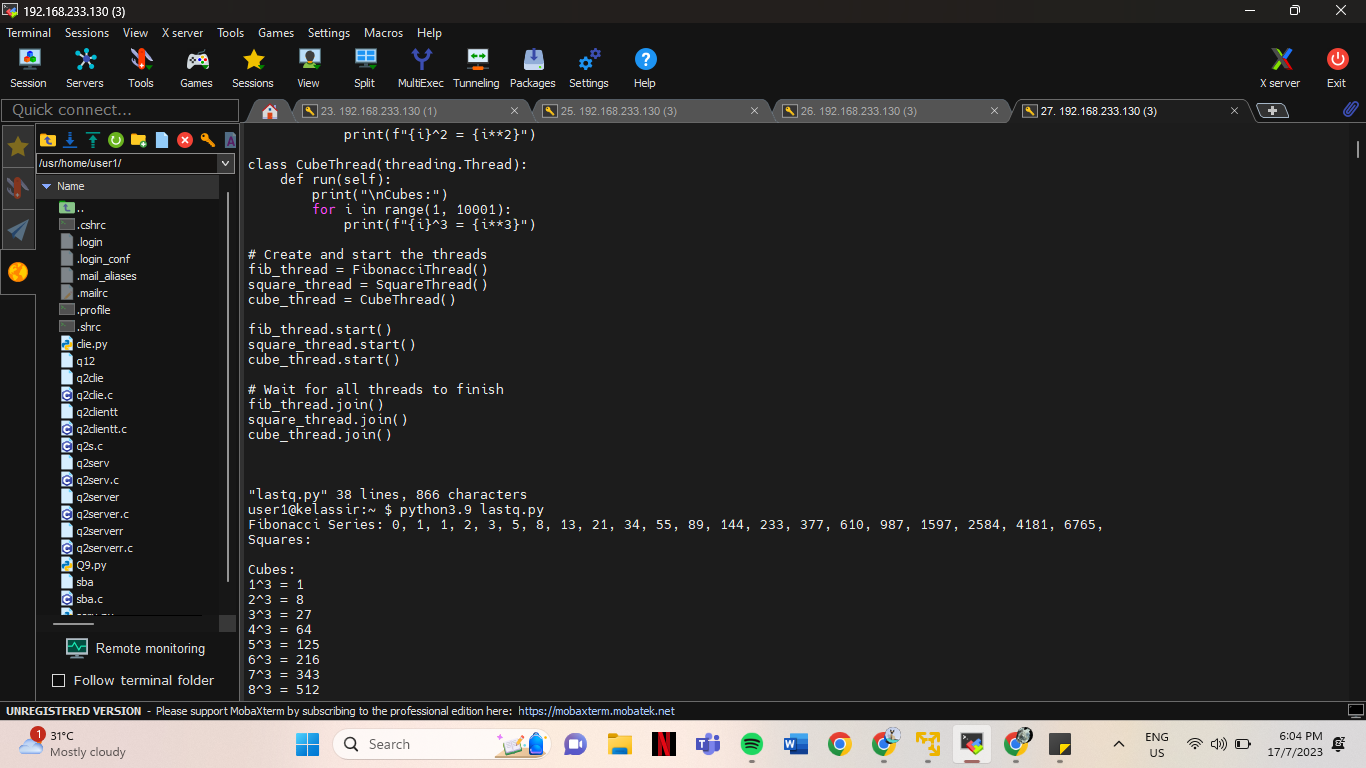 192.168.233.130 (3)
Terminal Sessions View X server Tools Games Settings Macros Help
Session Servers Tools Games Sessions View Split MultiExec Tunneling Packages Settings Help X server Exit
Quick connect...
23. 192.168.233.130 (1)
25. 192.168.233.130 (3)
26. 192.168.233.130 (3)
27. 192.168.233.130 (3)
/usr/home/user1/
Name
..
.cshrc
.login
.login_conf
.mail_aliases
.mailrc
.profile
.shrc
clie.py
q12
q2clie
q2clie.c
q2clientt
q2clientt.c
q2s.c
q2serv
q2serv.c
q2server
q2server.c
q2serverr
q2serverr.c
Q9.py
sba
sba.c
Remote monitoring
Follow terminal folder
            print(f"{i}^2 = {i**2}")
class CubeThread(threading.Thread):
    def run(self):
        print("\nCubes:")
        for i in range(1, 10001):
            print(f"{i}^3 = {i**3}")
# Create and start the threads
fib_thread = FibonacciThread()
square_thread = SquareThread()
cube_thread = CubeThread()
fib_thread.start()
square_thread.start()
cube_thread.start()
# Wait for all threads to finish
fib_thread.join()
square_thread.join()
cube_thread.join()
"lastq.py" 38 lines, 866 characters
user1@kelassir:~ $ python3.9 lastq.py
Fibonacci Series: 0, 1, 1, 2, 3, 5, 8, 13, 21, 34, 55, 89, 144, 233, 377, 610, 987, 1597, 2584, 4181, 6765,
Squares:
Cubes:
1^3 = 1
2^3 = 8
3^3 = 27
4^3 = 64
5^3 = 125
6^3 = 216
7^3 = 343
8^3 = 512
UNREGISTERED VERSION - Please support MobaXterm by subscribing to the professional edition here: https://mobaxterm.mobatek.net
1
31°C
Mostly cloudy
Search
ENG
US
6:04 PM
17/7/2023